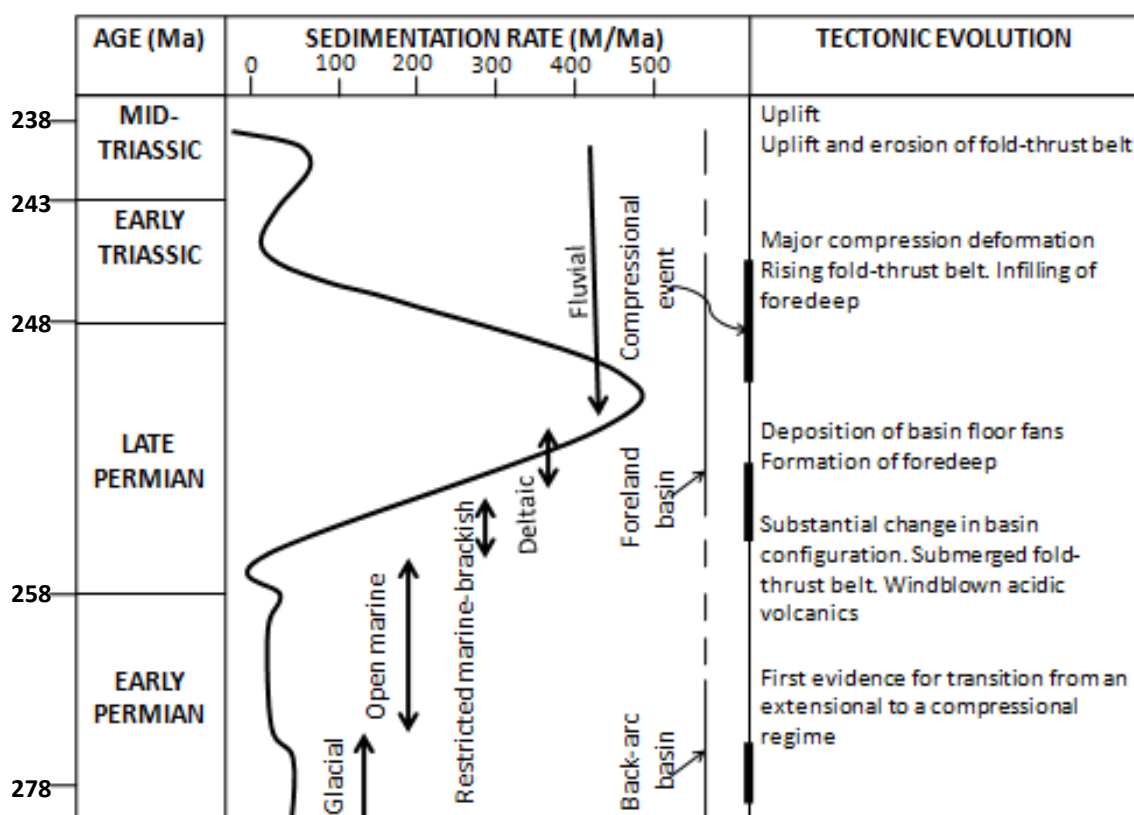 AGE (Ma)
SEDIMENTATION RATE (M/Ma)
0 100 200 300 400 500
TECTONIC EVOLUTION
238
MID-
TRIASSIC
243
EARLY
TRIASSIC
248
LATE
PERMIAN
258
EARLY
PERMIAN
278
Glacial
Open marine
Restricted marine-brackish
Deltaic
Fluvial
Compressional
event
Foreland
basin
Back-arc
basin
Uplift
Uplift and erosion of fold-thrust belt
Major compression deformation
Rising fold-thrust belt. Infilling of
foredeep
Deposition of basin floor fans
Formation of foredeep
Substantial change in basin
configuration. Submerged fold-
thrust belt. Windblown acidic
volcanics
First evidence for transition from an
extensional to a compressional
regime